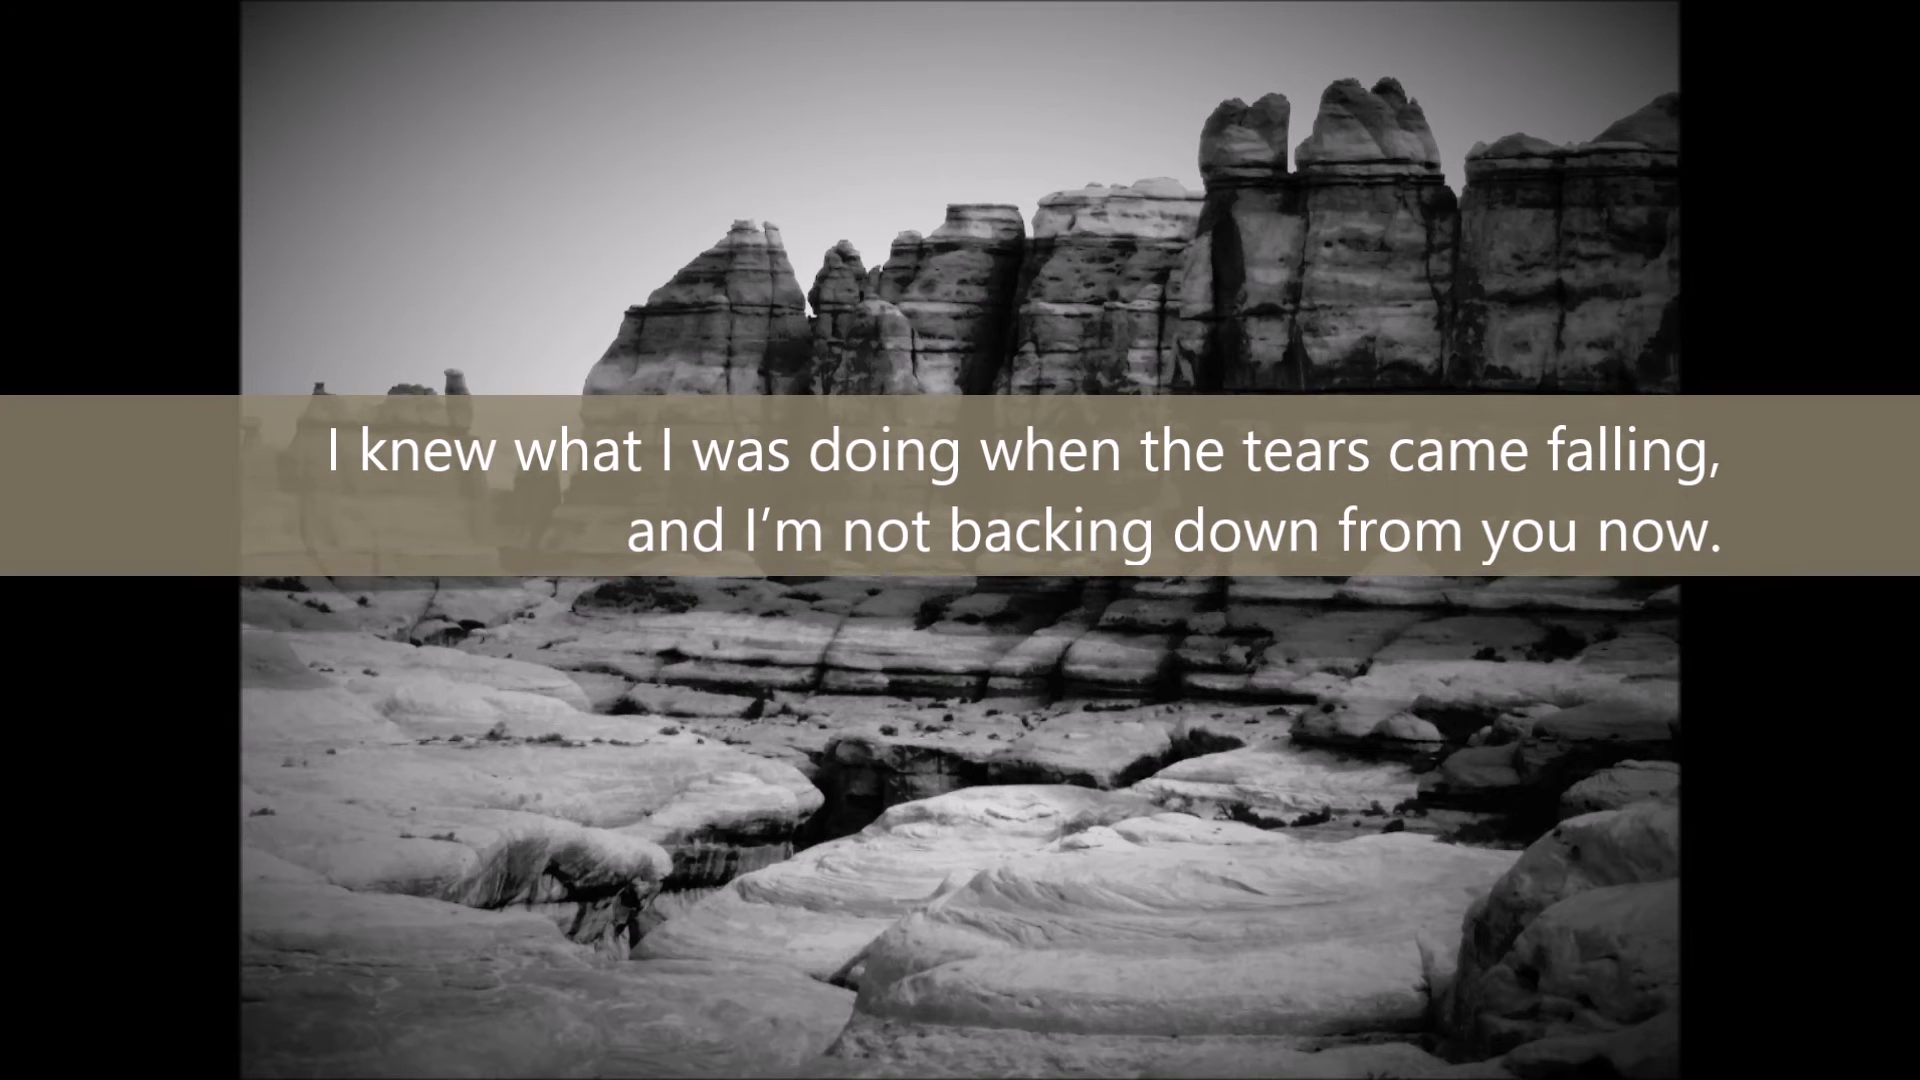 I knew what I was doing when the tears came falling,
and I’m not backing down from you now.